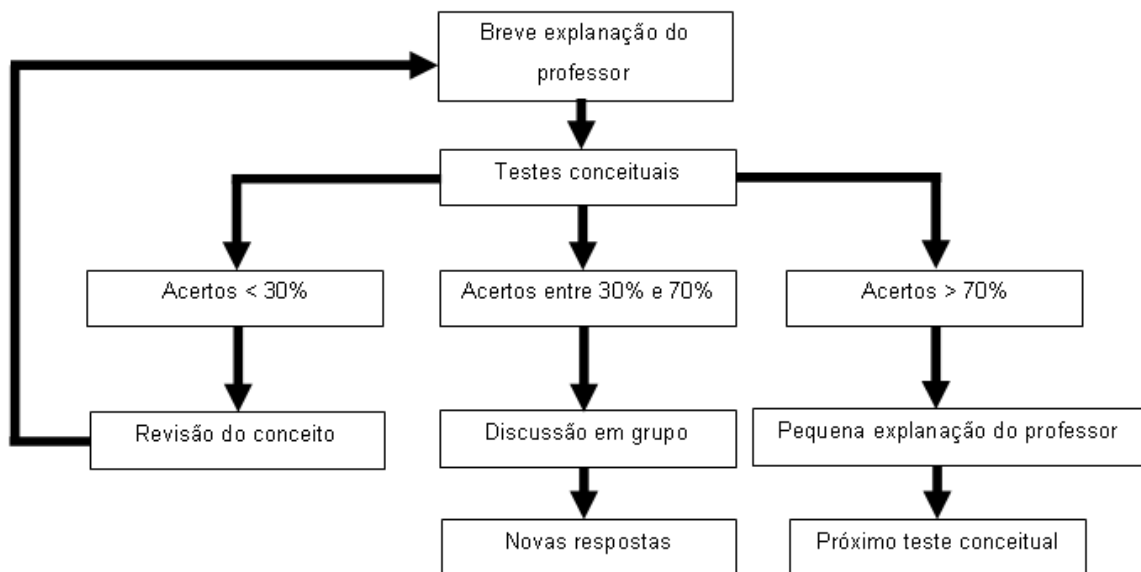 Breve explanação do
professor
Testes conceituais
Acertos < 30%
Acertos entre 30% e 70%
Acertos > 70%
Revisão do conceito
Discussão em grupo
Pequena explanação do professor
Novas respostas
Próximo teste conceitual